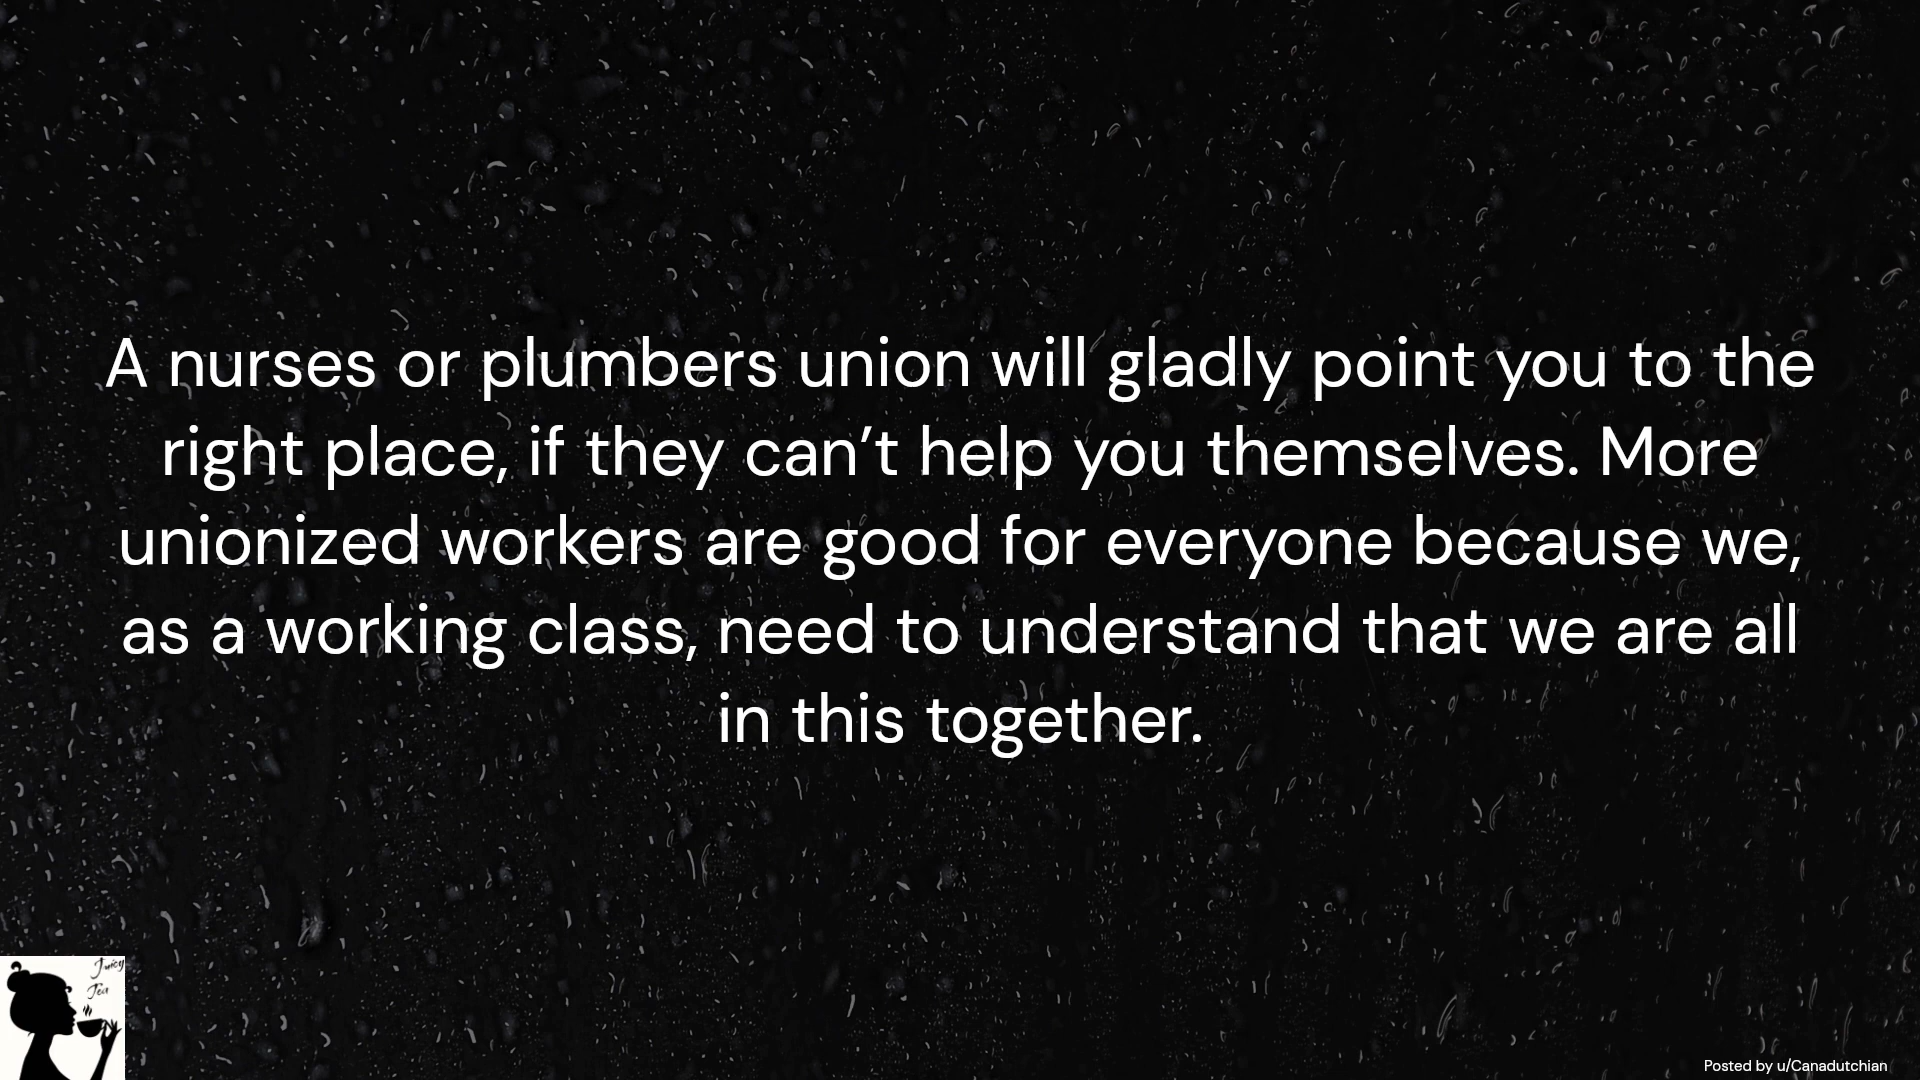 A nurses or plumbers union will gladly point you to the
right place, if they can’t help you themselves. More
unionized workers are good for everyone because we,
as a working class, need to understand that we are all
in this together.
Juicy
Tea
Posted by u/Canadutchian